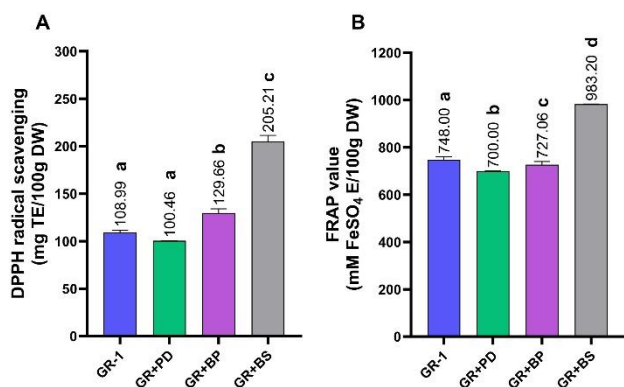 A
DPPH radical scavenging
(mg TE/100g DW)
300
250
200
150
100
50
0
108.99 a
100.46 a
129.66 b
205.21 c
GR-1
GR+PD
GR+BP
GR+BS
B
FRAP value
(mM FeSO₄ E/100g DW)
1200
1000
800
600
400
200
0
748.00 a
700.00 b
727.06 c
983.20 d
GR-1
GR+PD
GR+BP
GR+BS